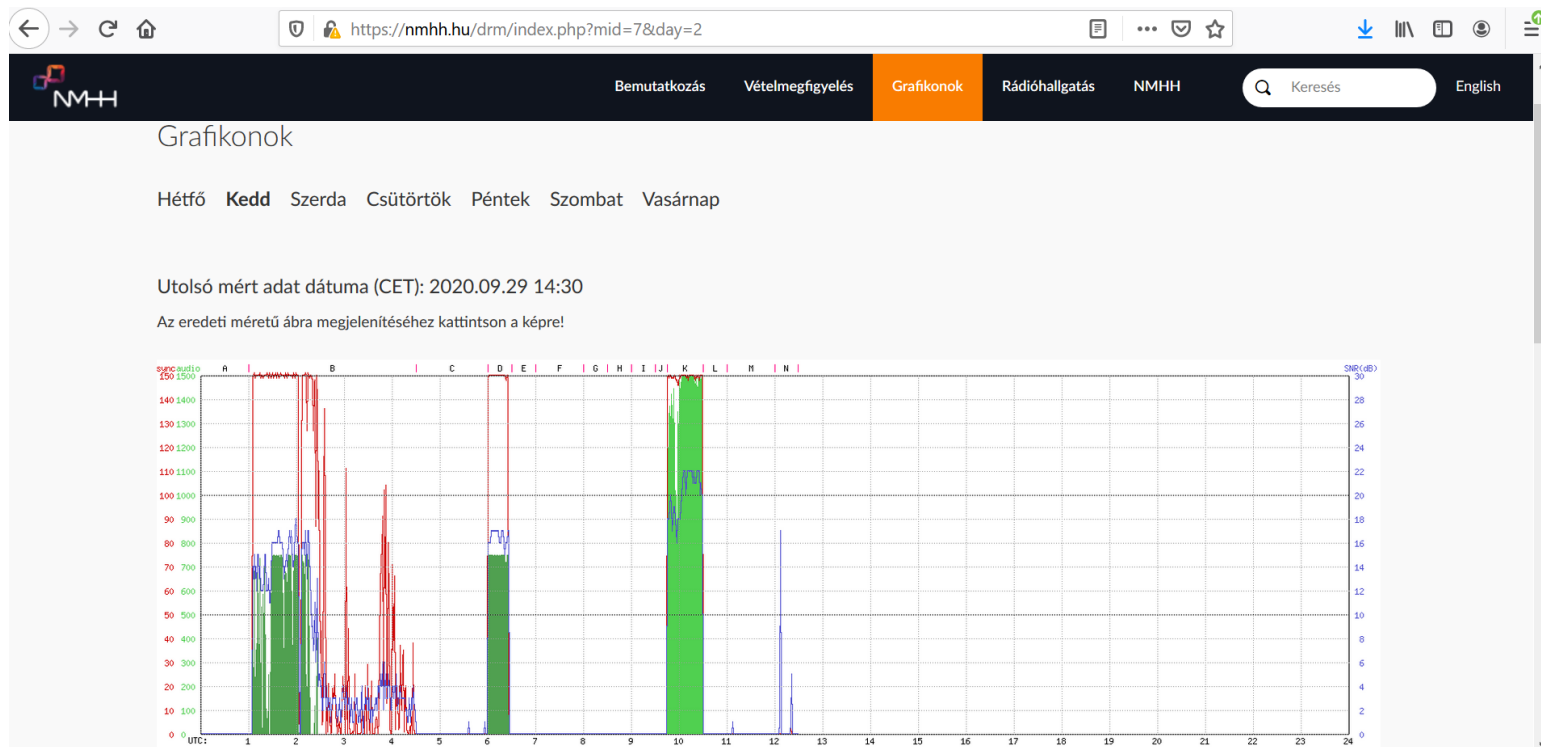 https://nmhh.hu/drm/index.php?mid=7&day=2
NMHH Bemutatkozás Vételmegfigyelés Grafikonok Rádióhallgatás NMHH Keresés English
Grafikonok
Hétfő Kedd Szerda Csütörtök Péntek Szombat Vasárnap
Utolsó mért adat dátuma (CET): 2020.09.29 14:30
Az eredeti méretű ábra megjelenítéséhez kattintson a képre!
sync audio A B C D E F G H I J K L M N SNR(dB)
150 1500 30
140 1400 28
130 1300 26
120 1200 24
110 1100 22
100 1000 20
90 900 18
80 800 16
70 700 14
60 600 12
50 500 10
40 400 8
30 300 6
20 200 4
10 100 2
0 0 0
UTC: 1 2 3 4 5 6 7 8 9 10 11 12 13 14 15 16 17 18 19 20 21 22 23 24